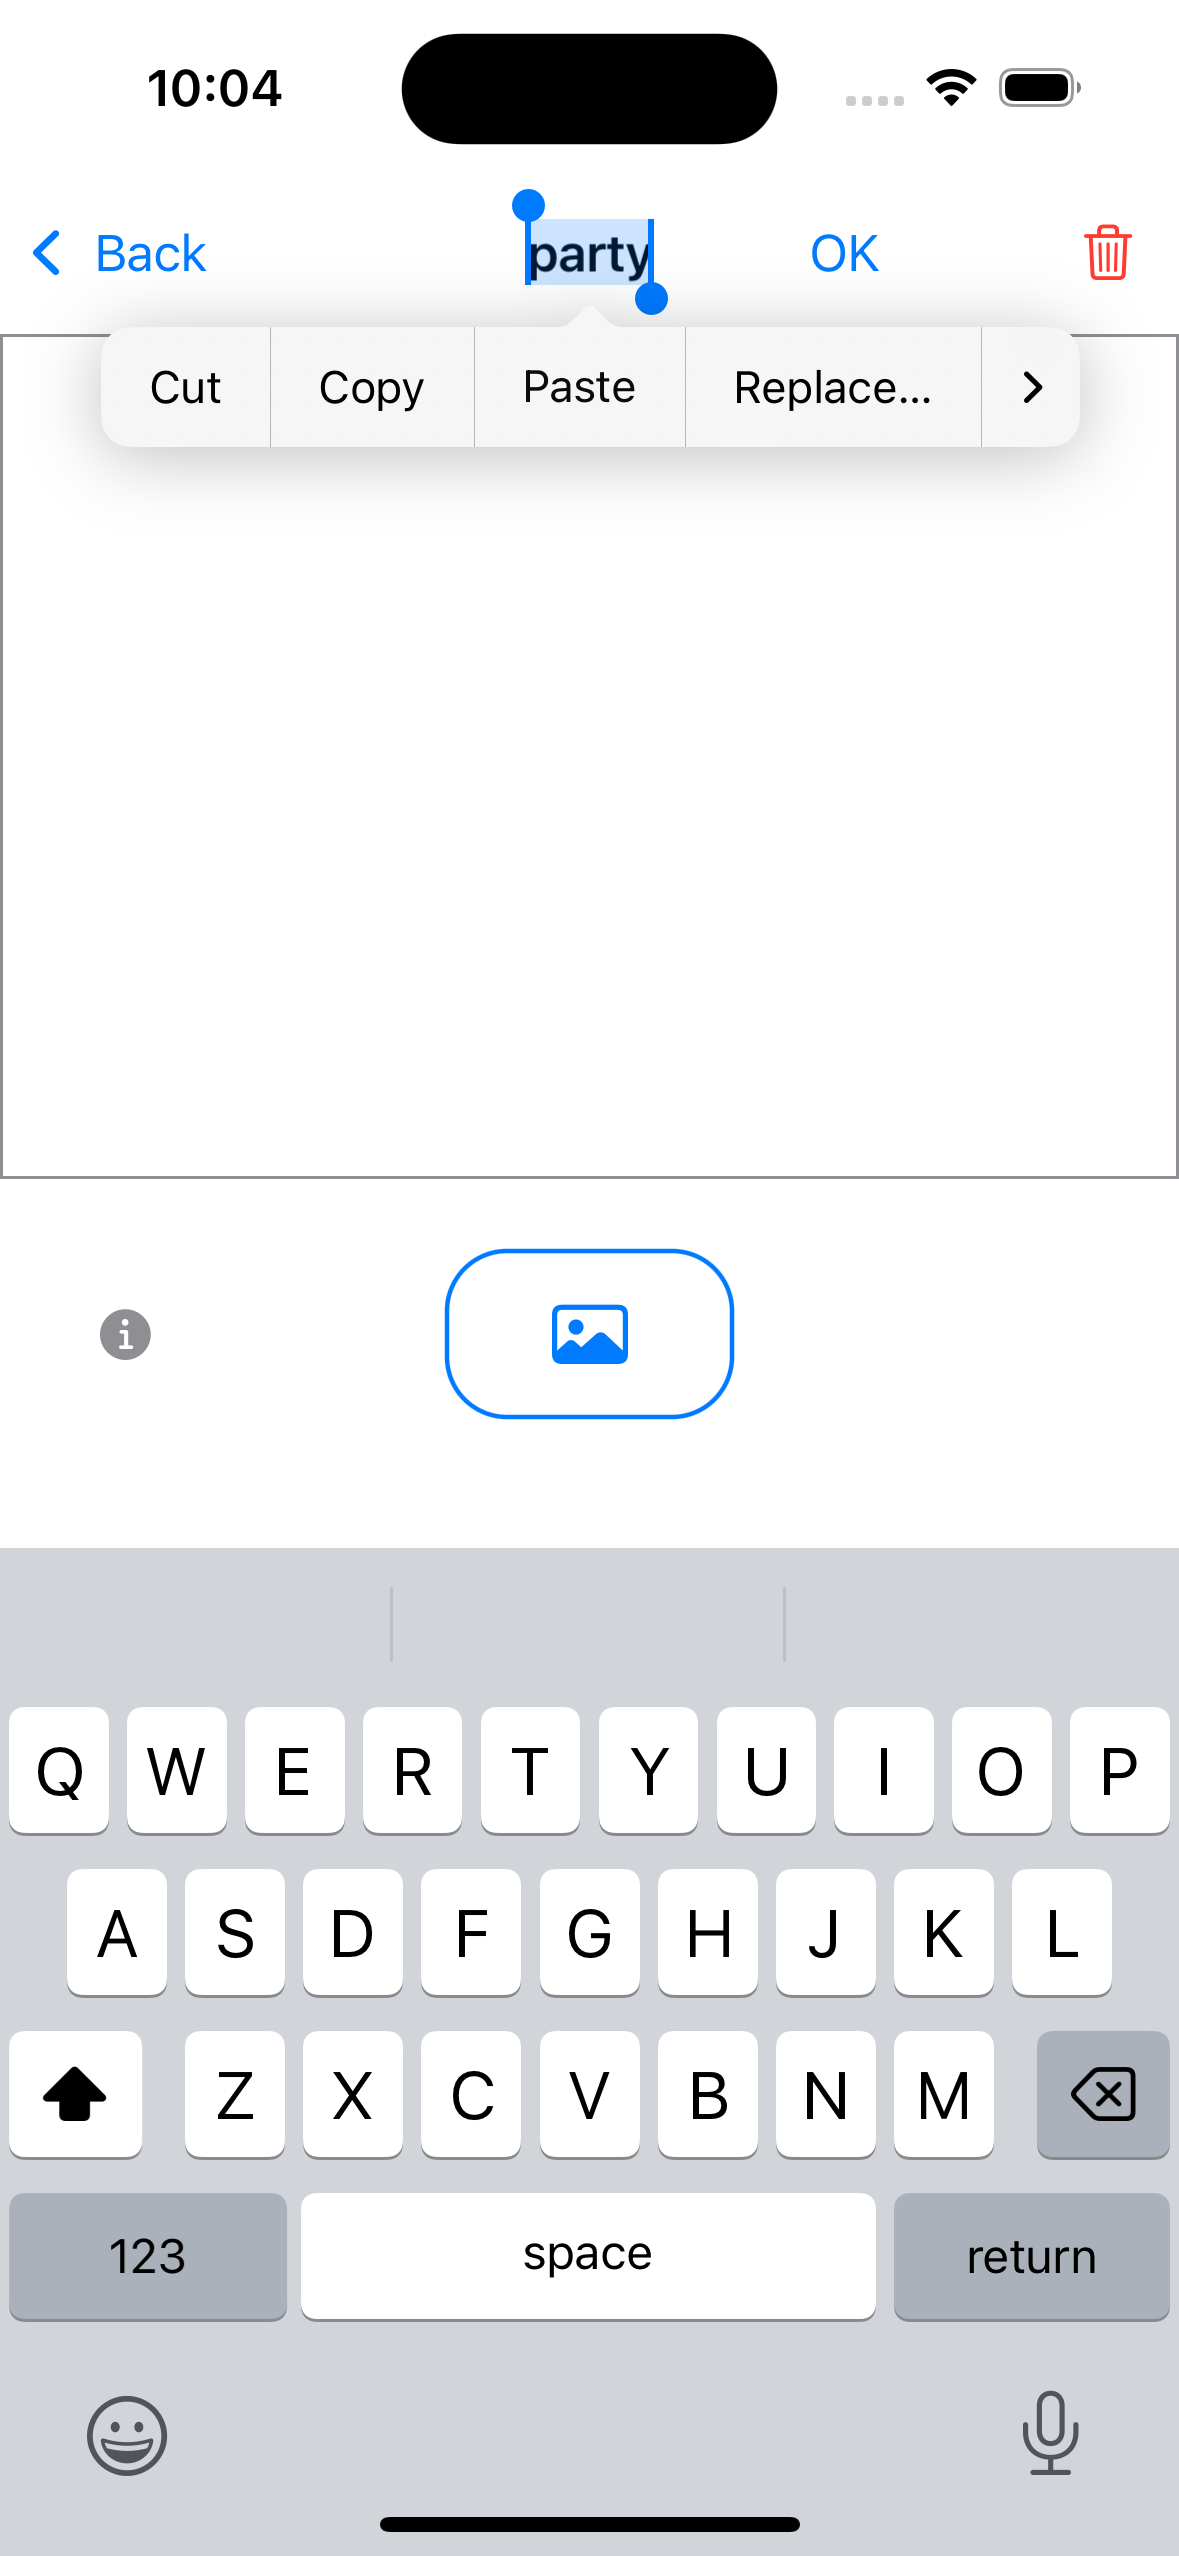 10:04
Back party OK
Cut Copy Paste Replace...
Q W E R T Y U I O P
A S D F G H J K L
Z X C V B N M
123 space return